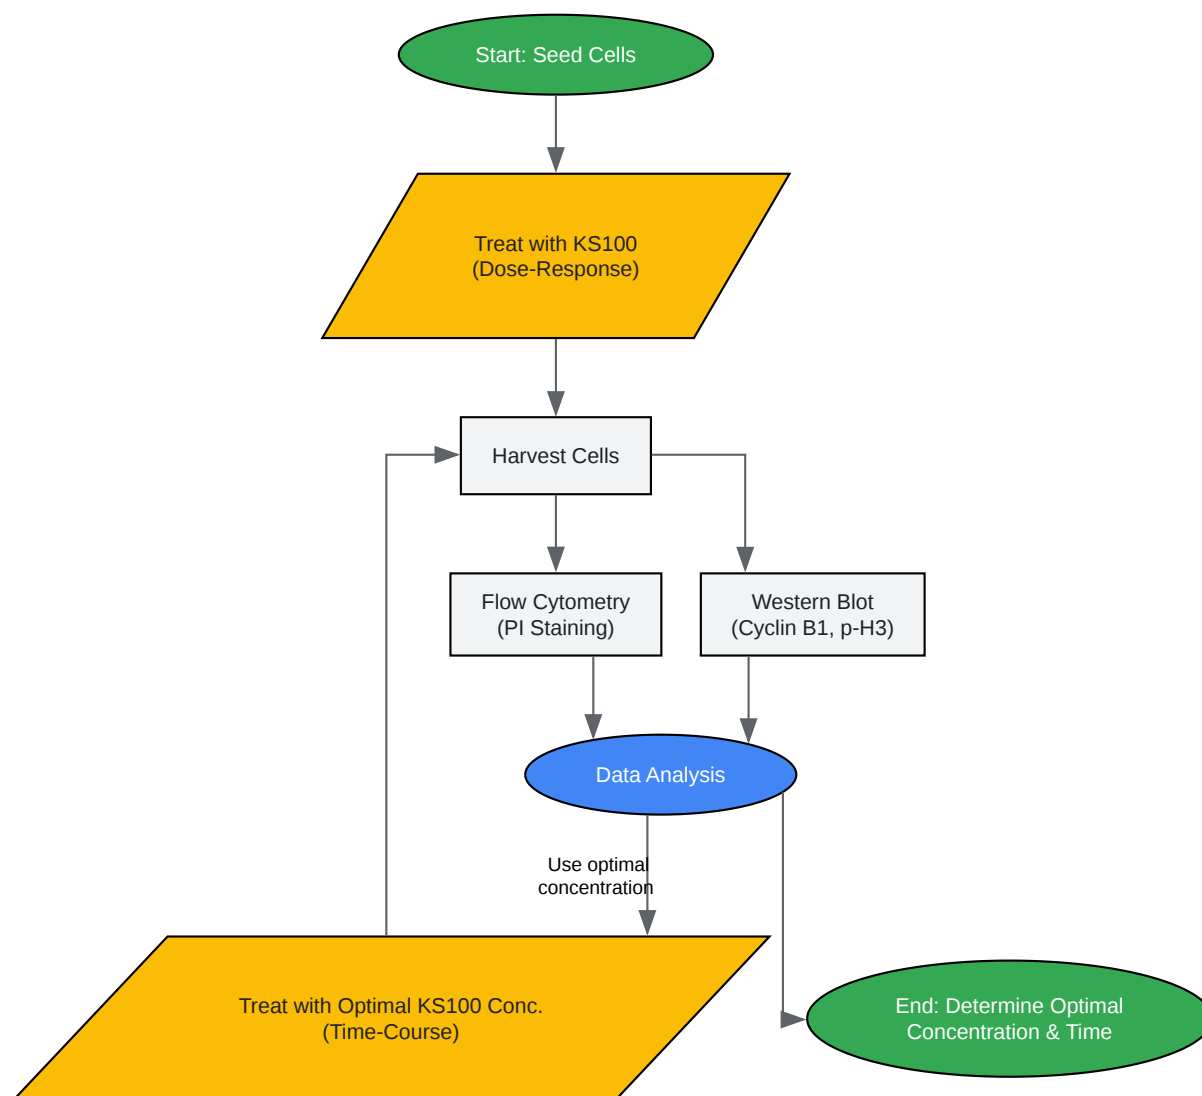 Start: Seed Cells
Treat with KS100
(Dose-Response)
Harvest Cells
Flow Cytometry
(PI Staining)
Western Blot
(Cyclin B1, p-H3)
Data Analysis
Use optimal
concentration
Treat with Optimal KS100 Conc.
(Time-Course)
End: Determine Optimal
Concentration & Time